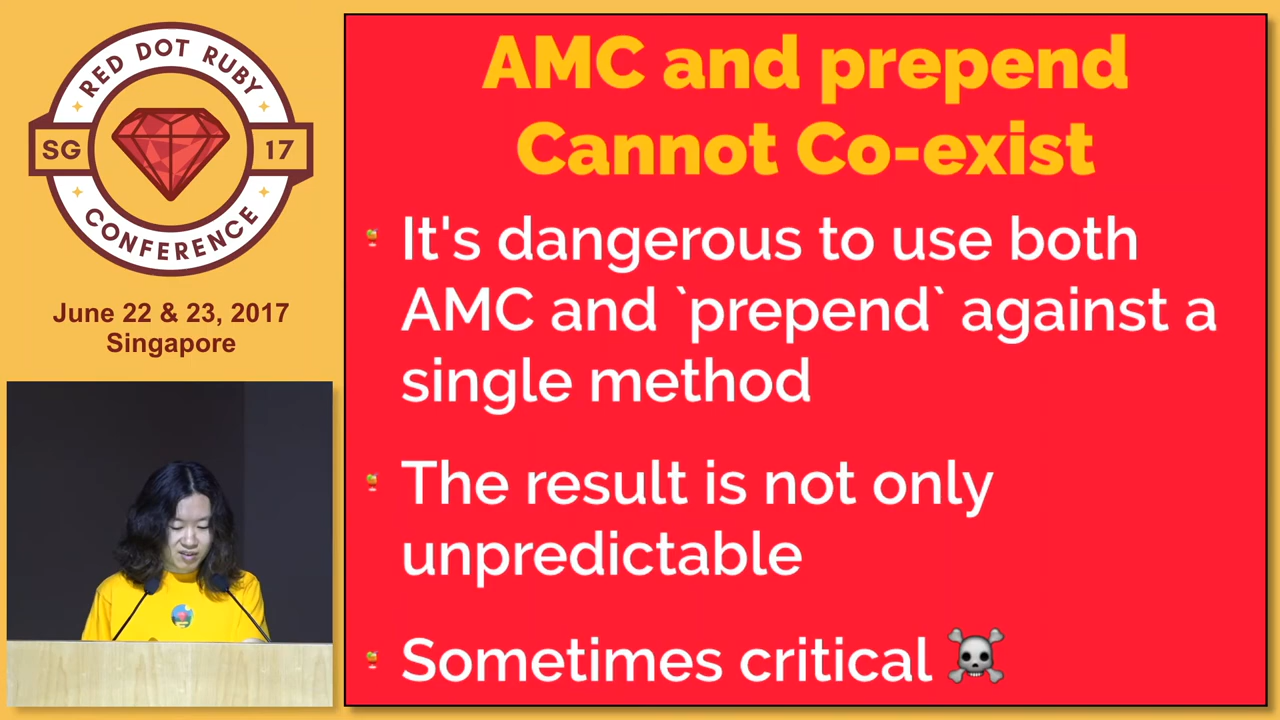 RED DOT RUBY
SG
17
CONFERENCE
June 22 & 23, 2017
Singapore
AMC and prepend
Cannot Co-exist
It's dangerous to use both
AMC and `prepend` against a
single method
The result is not only
unpredictable
Sometimes critical ☠